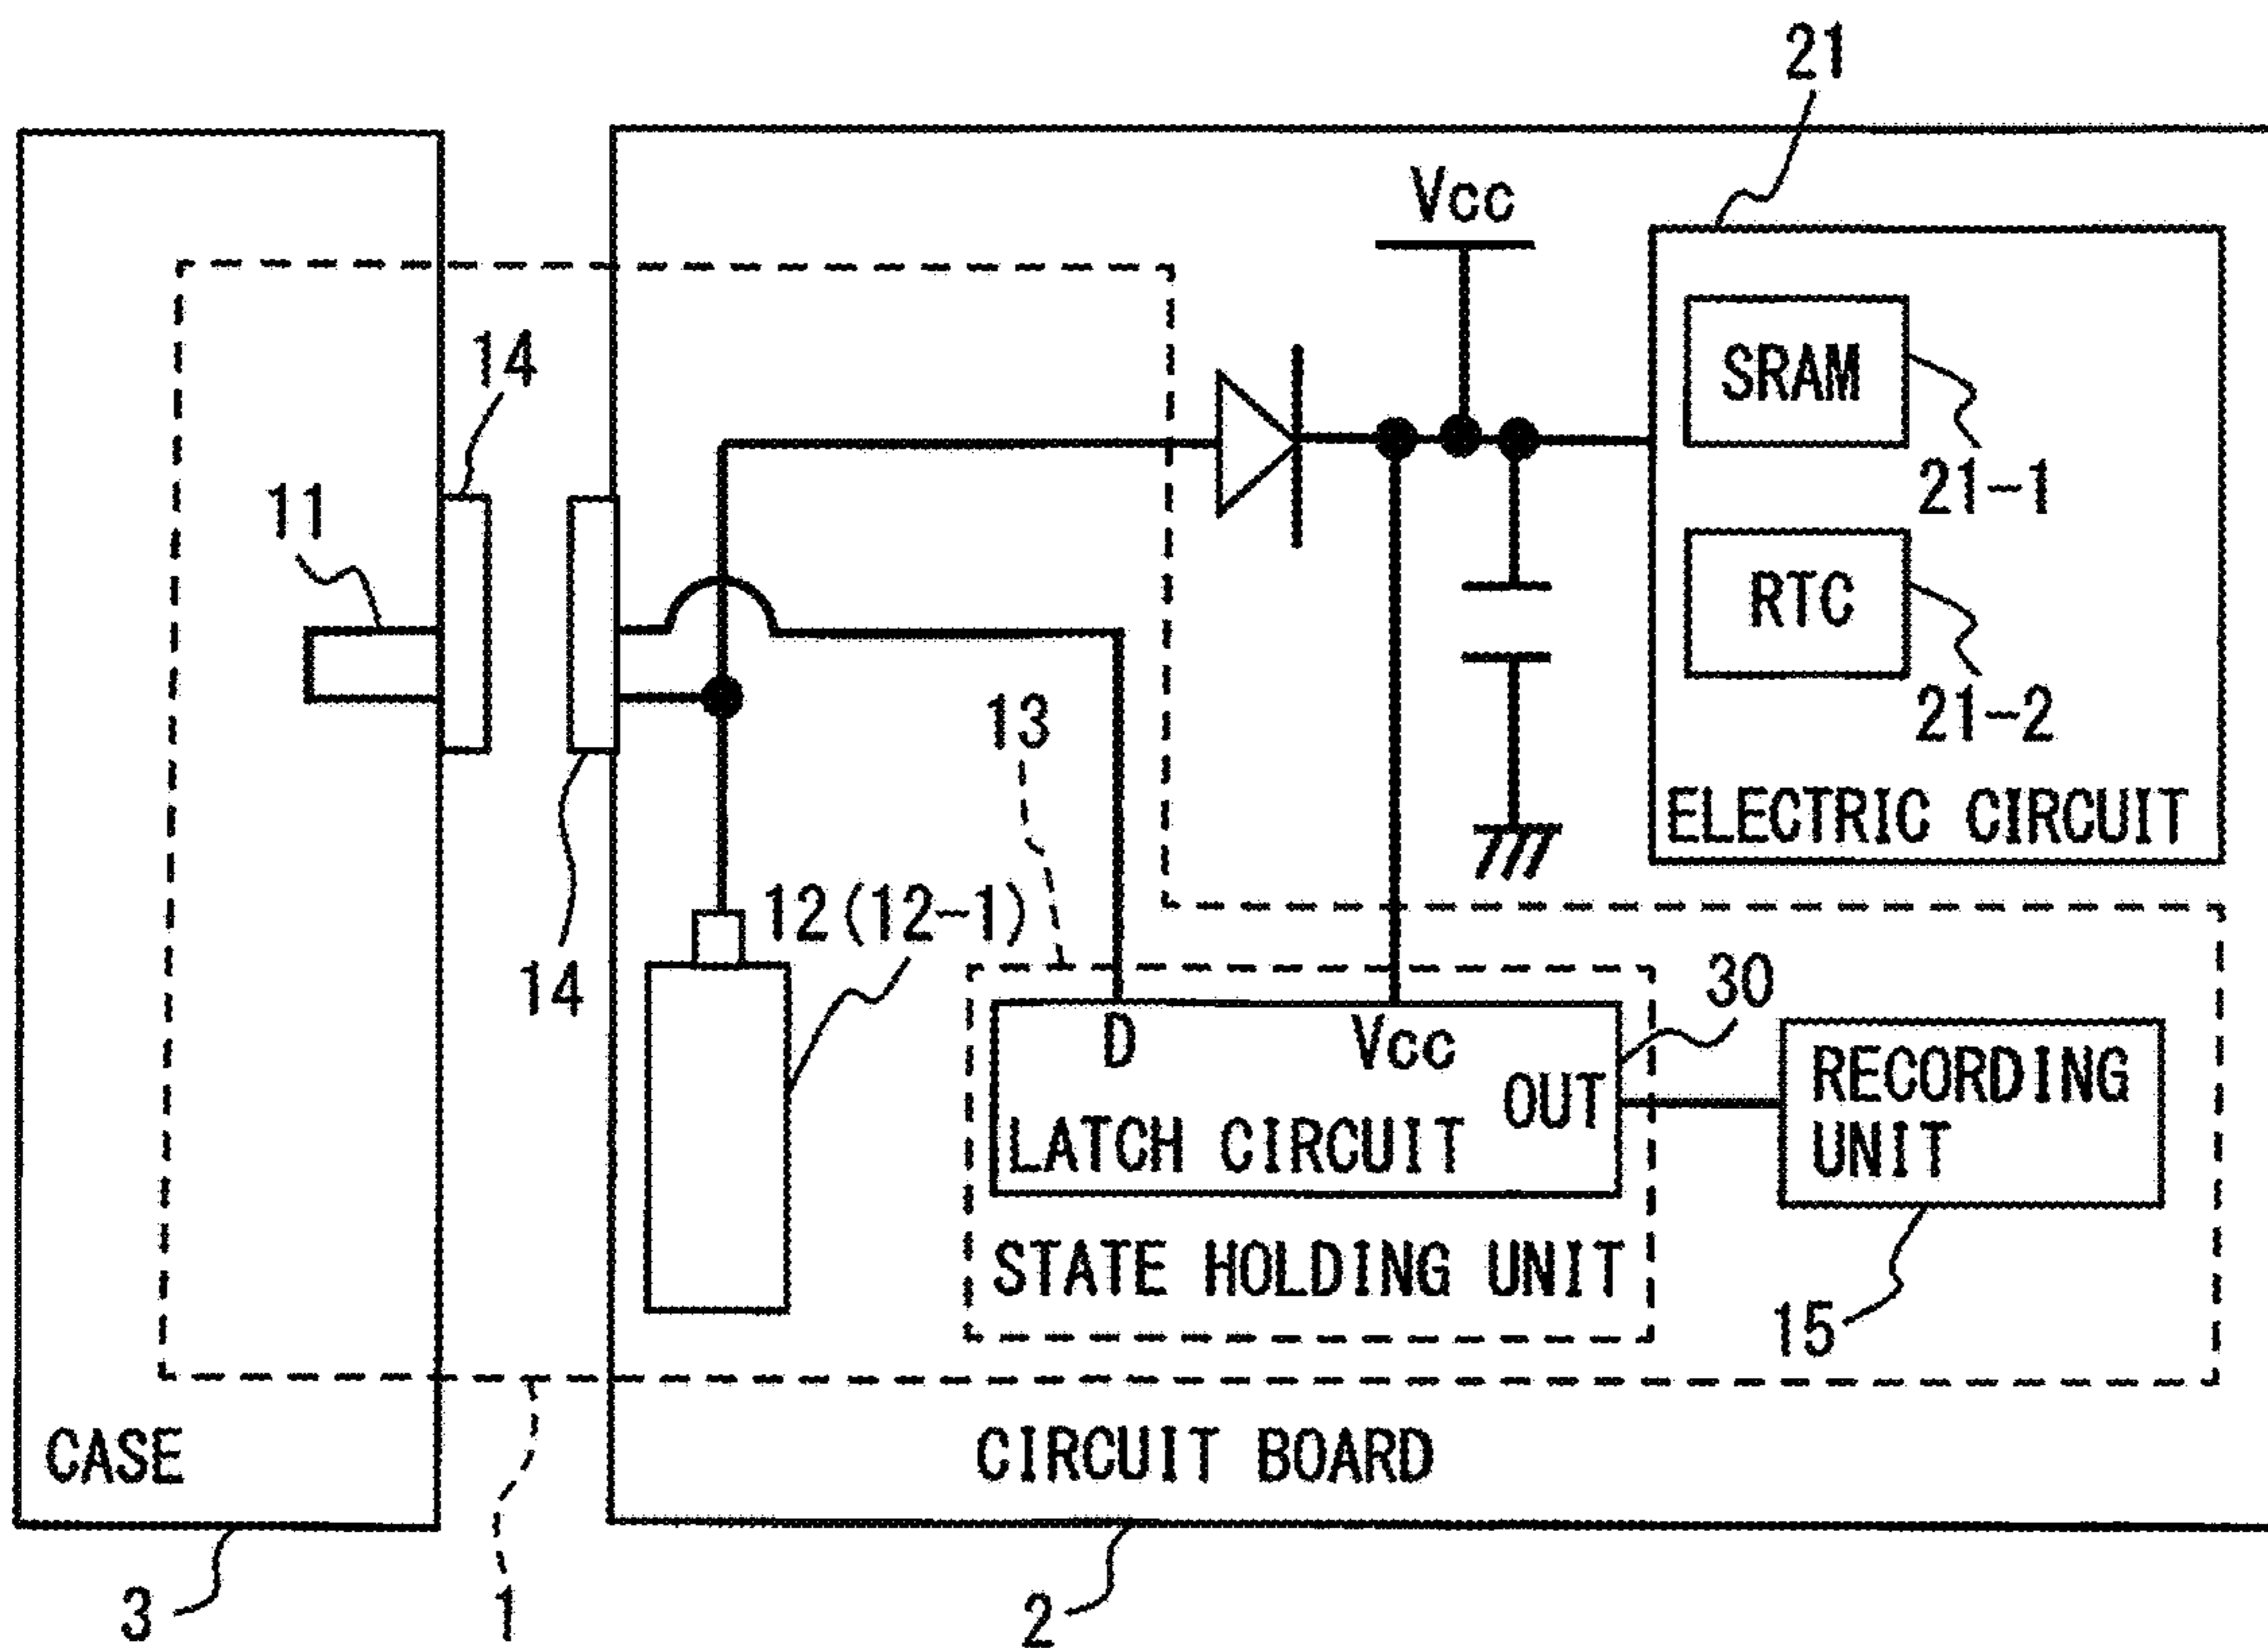 21
Vcc
14
SRAM
21-1
11
RTC
21-2
13
ELECTRIC CIRCUIT
12(12-1)
14
30
D
Vcc
OUT
LATCH CIRCUIT
RECORDING
UNIT
STATE HOLDING UNIT
15
CASE
CIRCUIT BOARD
3
1
2